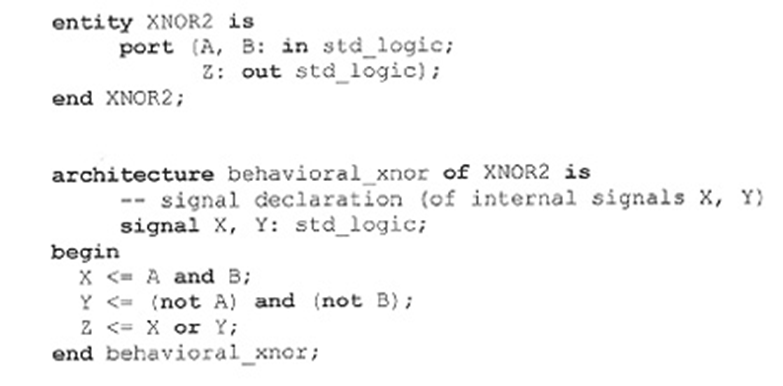 entity XNOR2 is
port (A, B: in std_logic;
Z: out std_logic);
end XNOR2;
architecture behavioral_xnor of XNOR2 is
-- signal declaration (of internal signals X, Y)
signal X, Y: std_logic;
begin
X <= A and B;
Y <= (not A) and (not B);
Z <= X or Y;
end behavioral_xnor;